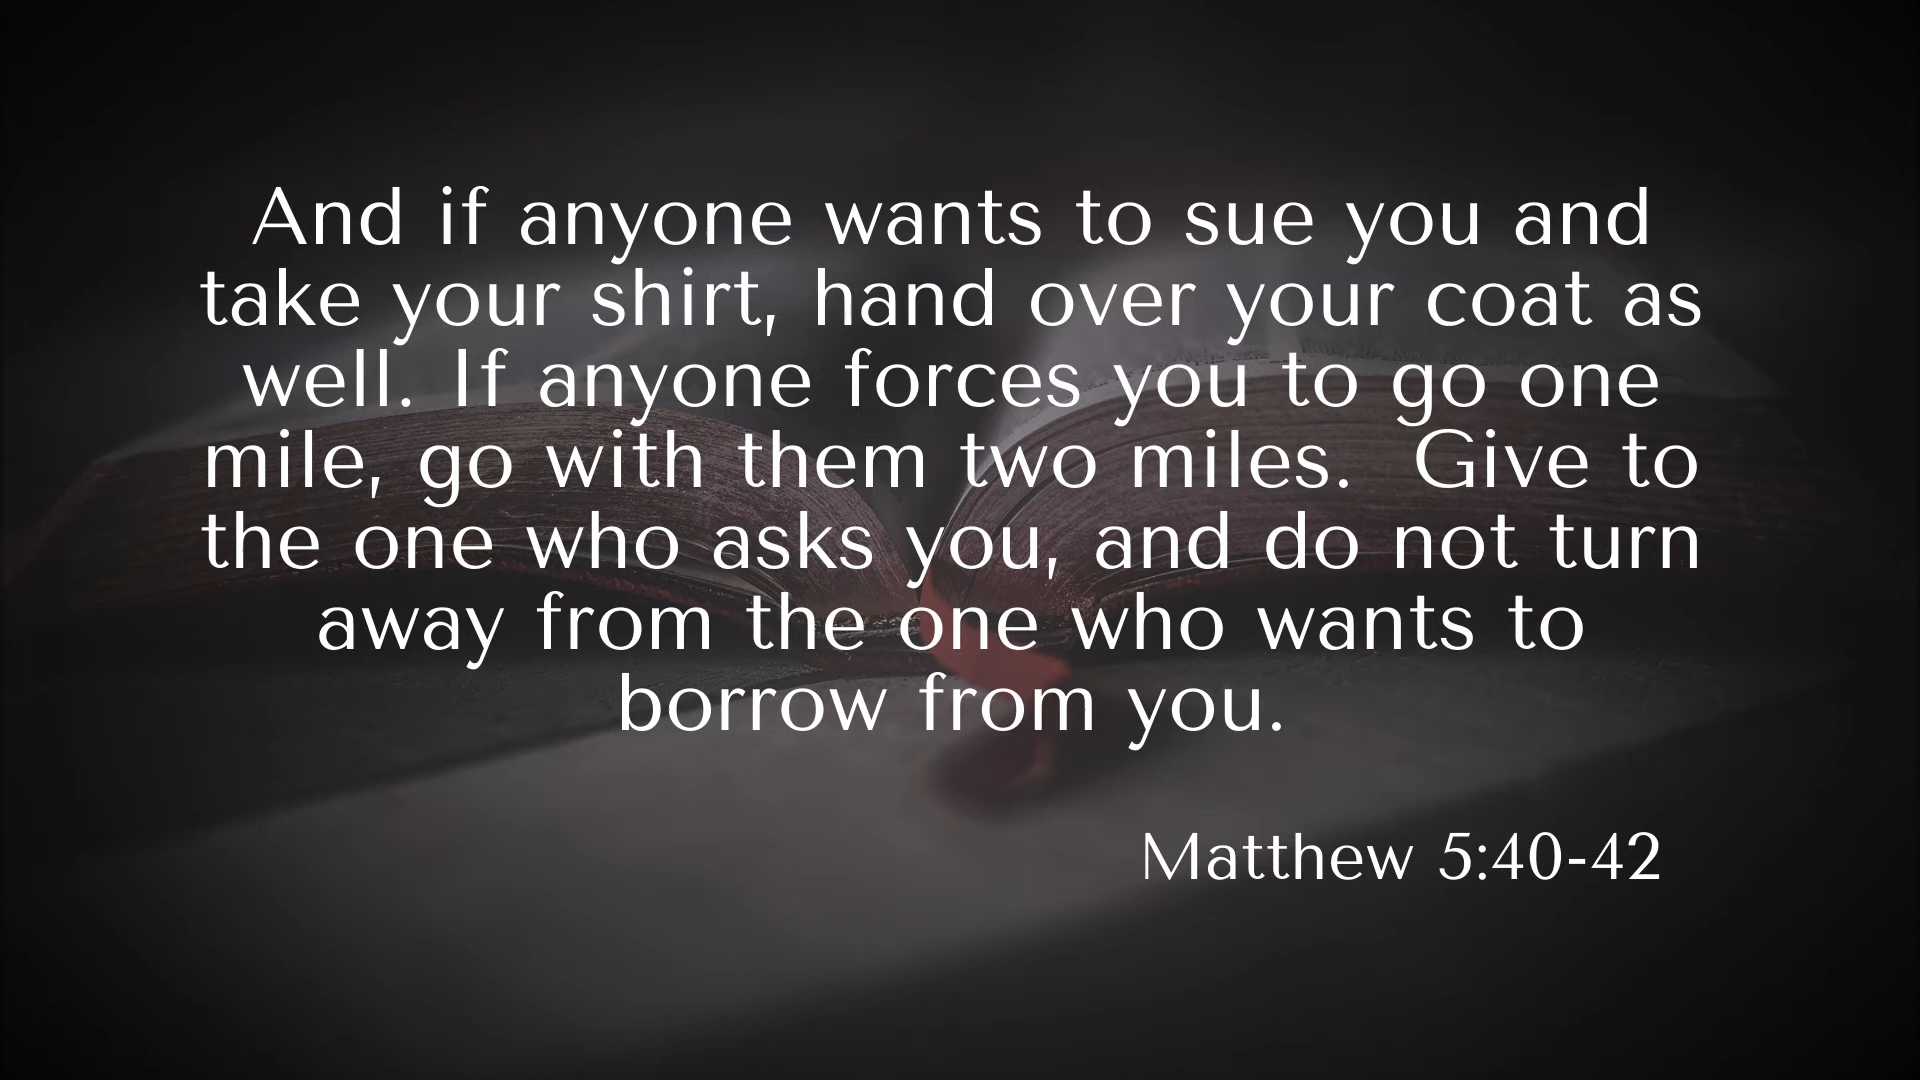 And if anyone wants to sue you and
take your shirt, hand over your coat as
well. If anyone forces you to go one
mile, go with them two miles.  Give to
the one who asks you, and do not turn
away from the one who wants to
borrow from you.
Matthew 5:40-42